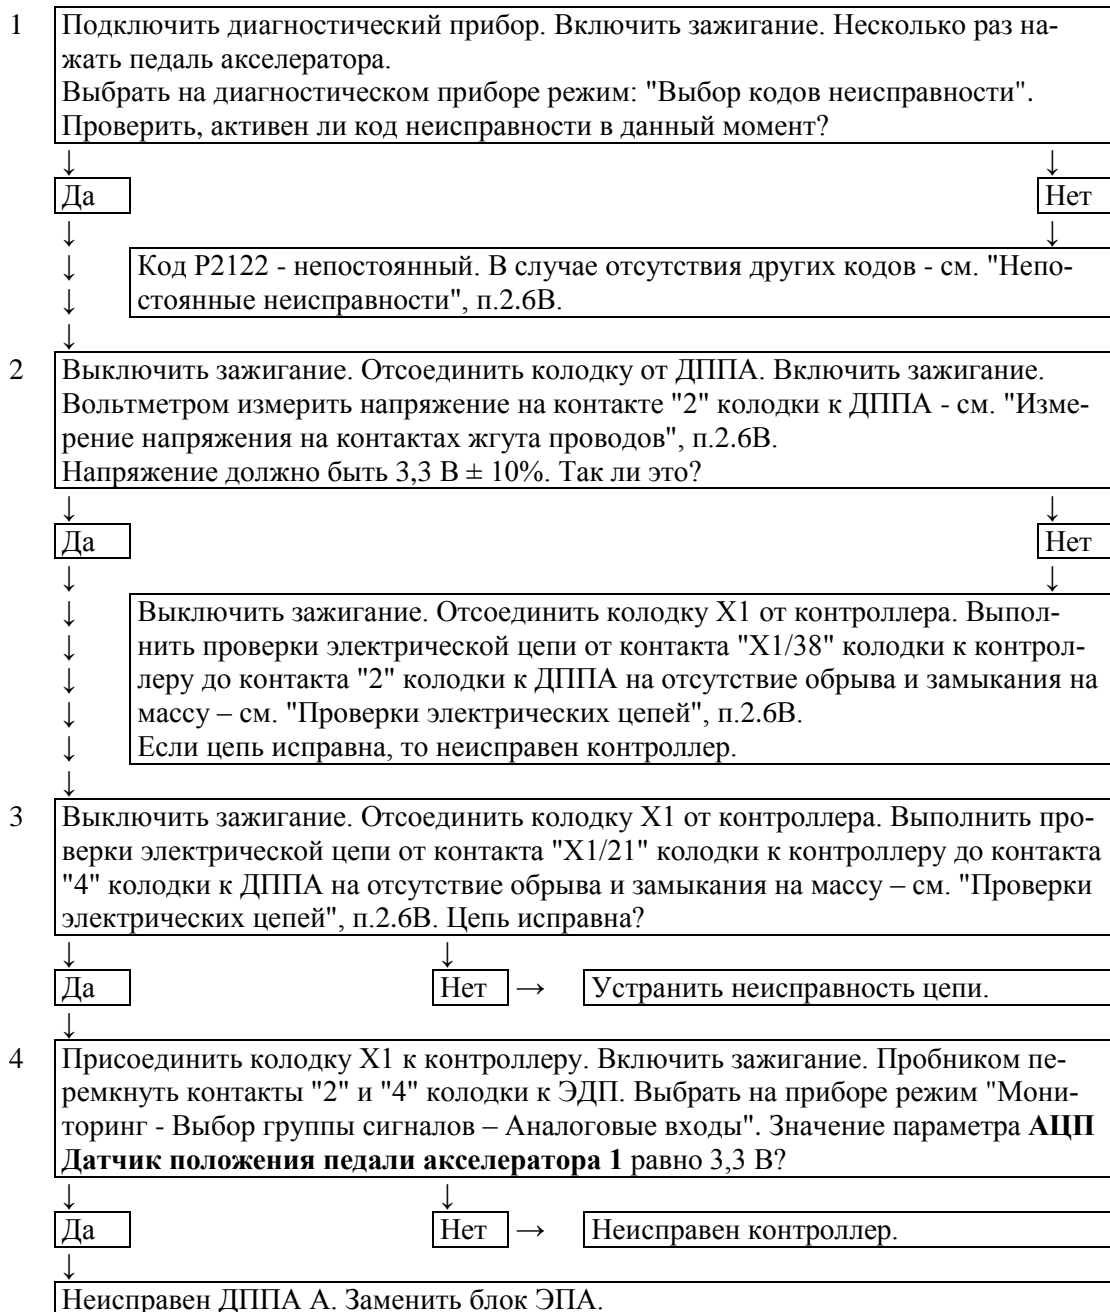 1 Подключить диагностический прибор. Включить зажигание. Несколько раз на-
жать педаль акселератора.
Выбрать на диагностическом приборе режим: "Выбор кодов неисправности".
Проверить, активен ли код неисправности в данный момент?
↓ ↓
Да Нет
↓ ↓
↓ Код Р2122 - непостоянный. В случае отсутствия других кодов - см. "Непо-
↓ стоянные неисправности", п.2.6В.
↓
2 Выключить зажигание. Отсоединить колодку от ДППА. Включить зажигание.
Вольтметром измерить напряжение на контакте "2" колодки к ДППА - см. "Изме-
рение напряжения на контактах жгута проводов", п.2.6В.
Напряжение должно быть 3,3 В ± 10%. Так ли это?
↓ ↓
Да Нет
↓ ↓
↓ Выключить зажигание. Отсоединить колодку Х1 от контроллера. Выпол-
↓ нить проверки электрической цепи от контакта "Х1/38" колодки к контрол-
↓ леру до контакта "2" колодки к ДППА на отсутствие обрыва и замыкания на
↓ массу – см. "Проверки электрических цепей", п.2.6В.
↓ Если цепь исправна, то неисправен контроллер.
↓
3 Выключить зажигание. Отсоединить колодку Х1 от контроллера. Выполнить про-
верки электрической цепи от контакта "Х1/21" колодки к контроллеру до контакта
"4" колодки к ДППА на отсутствие обрыва и замыкания на массу – см. "Проверки
электрических цепей", п.2.6В. Цепь исправна?
↓ ↓
Да Нет → Устранить неисправность цепи.
↓
4 Присоединить колодку Х1 к контроллеру. Включить зажигание. Пробником пе-
ремкнуть контакты "2" и "4" колодки к ЭДП. Выбрать на приборе режим "Мони-
торинг - Выбор группы сигналов – Аналоговые входы". Значение параметра АЦП
Датчик положения педали акселератора 1 равно 3,3 В?
↓ ↓
Да Нет → Неисправен контроллер.
↓
Неисправен ДППА А. Заменить блок ЭПА.